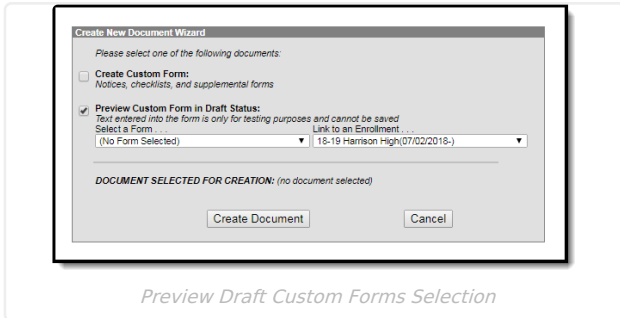 Create New Document Wizard
Please select one of the following documents:
Create Custom Form:
Notices, checklists, and supplemental forms
Preview Custom Form in Draft Status:
Text entered into the form is only for testing purposes and cannot be saved
Select a Form . . . Link to an Enrollment . . .
(No Form Selected) 18-19 Harrison High(07/02/2018-)
DOCUMENT SELECTED FOR CREATION: (no document selected)
Create Document Cancel
Preview Draft Custom Forms Selection